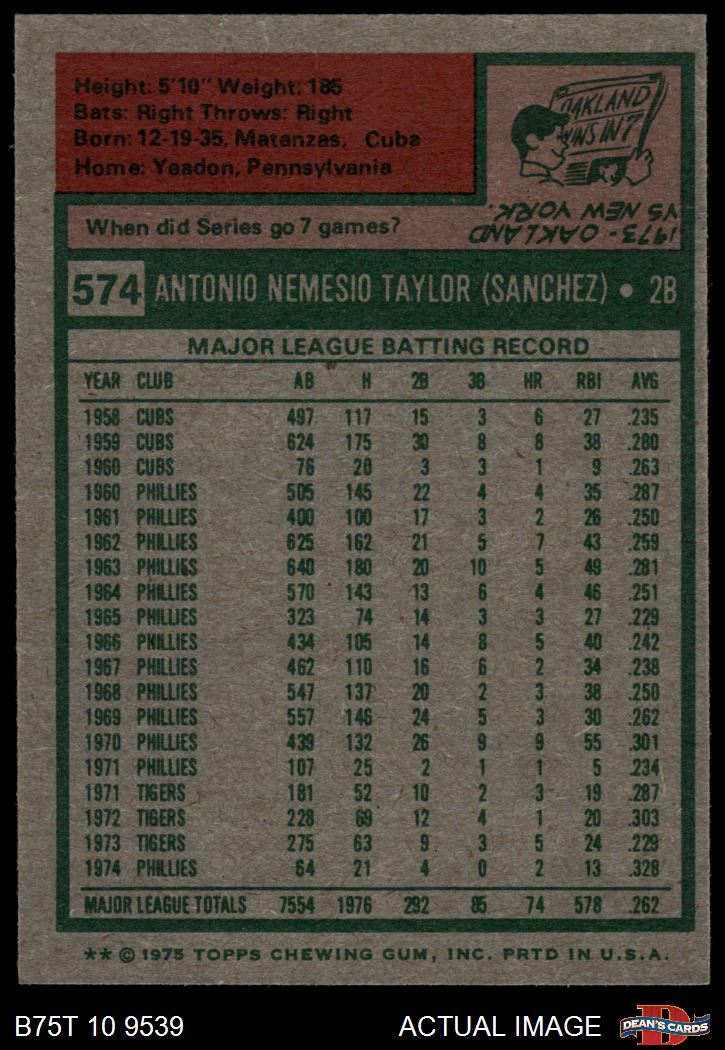 Height: 5'10" Weight: 185
Bats: Right Throws: Right
Born: 12-19-35, Matanzas, Cuba
Home: Yeadon, Pennsylvania
OAKLAND
WINS IN 7
When did Series go 7 games?
1973 - OAKLAND
VS NEW YORK.
574 ANTONIO NEMESIO TAYLOR (SANCHEZ) • 2B
MAJOR LEAGUE BATTING RECORD
YEAR CLUB AB H 2B 3B HR RBI AVG
1958 CUBS 497 117 15 3 6 27 .235
1959 CUBS 624 175 30 8 8 38 .280
1960 CUBS 76 20 3 3 1 9 .263
1960 PHILLIES 505 145 22 4 4 35 .287
1961 PHILLIES 400 100 17 3 2 26 .250
1962 PHILLIES 625 162 21 5 7 43 .259
1963 PHILLIES 640 180 20 10 5 49 .281
1964 PHILLIES 570 143 13 6 4 46 .251
1965 PHILLIES 323 74 14 3 3 27 .229
1966 PHILLIES 434 105 14 8 5 40 .242
1967 PHILLIES 462 110 16 6 2 34 .238
1968 PHILLIES 547 137 20 2 3 38 .250
1969 PHILLIES 557 146 24 5 3 30 .262
1970 PHILLIES 439 132 26 9 9 55 .301
1971 PHILLIES 107 25 2 1 1 5 .234
1971 TIGERS 181 52 10 2 3 19 .287
1972 TIGERS 228 69 12 4 1 20 .303
1973 TIGERS 275 63 9 3 5 24 .229
1974 PHILLIES 64 21 4 0 2 13 .328
MAJOR LEAGUE TOTALS 7554 1976 292 85 74 578 .262
** © 1975 TOPPS CHEWING GUM, INC. PRTD IN U.S.A.
B75T 10 9539 ACTUAL IMAGE
DEAN'S CARDS